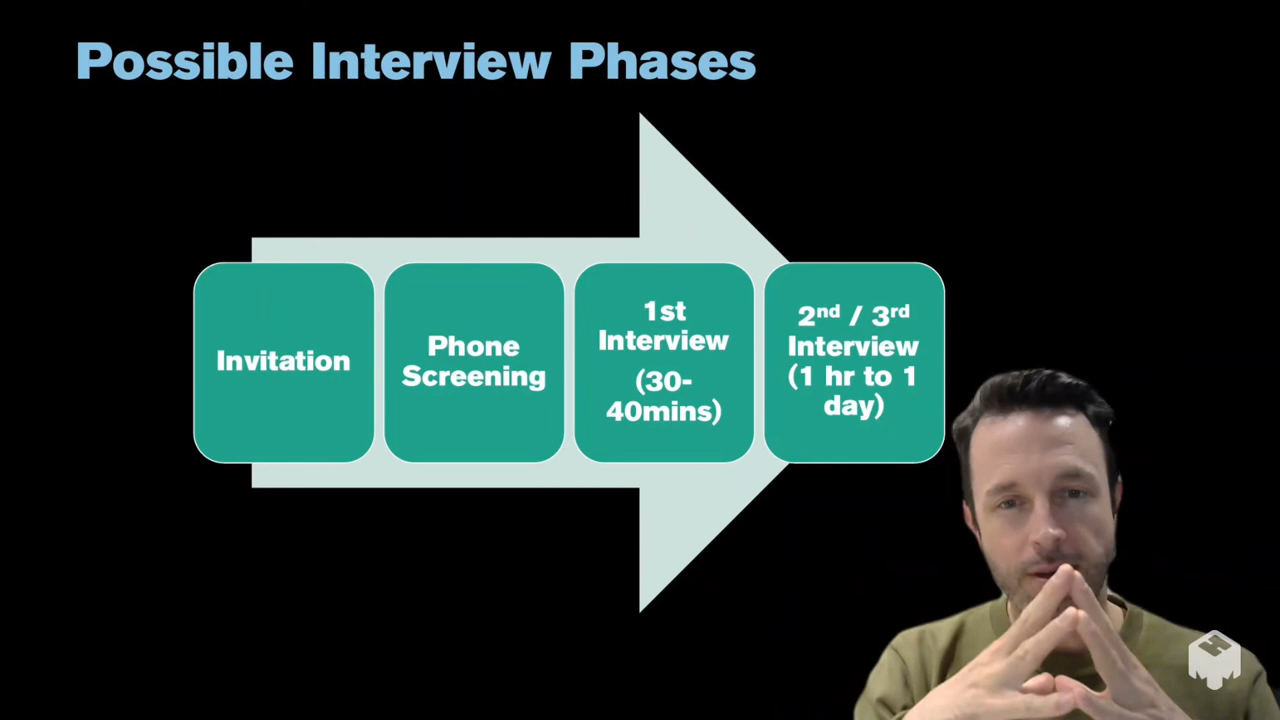 Possible Interview Phases
Invitation
Phone
Screening
1st
Interview
(30-
40mins)
2nd / 3rd
Interview
(1 hr to 1
day)